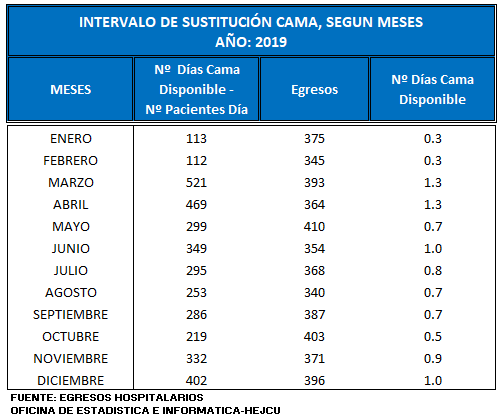 INTERVALO DE SUSTITUCIÓN CAMA, SEGUN MESES
AÑO: 2019
MESES Nº Días Cama Disponible - Nº Pacientes Día Egresos Nº Días Cama Disponible
ENERO 113 375 0.3
FEBRERO 112 345 0.3
MARZO 521 393 1.3
ABRIL 469 364 1.3
MAYO 299 410 0.7
JUNIO 349 354 1.0
JULIO 295 368 0.8
AGOSTO 253 340 0.7
SEPTIEMBRE 286 387 0.7
OCTUBRE 219 403 0.5
NOVIEMBRE 332 371 0.9
DICIEMBRE 402 396 1.0
FUENTE: EGRESOS HOSPITALARIOS
OFICINA DE ESTADISTICA E INFORMATICA-HEJCU